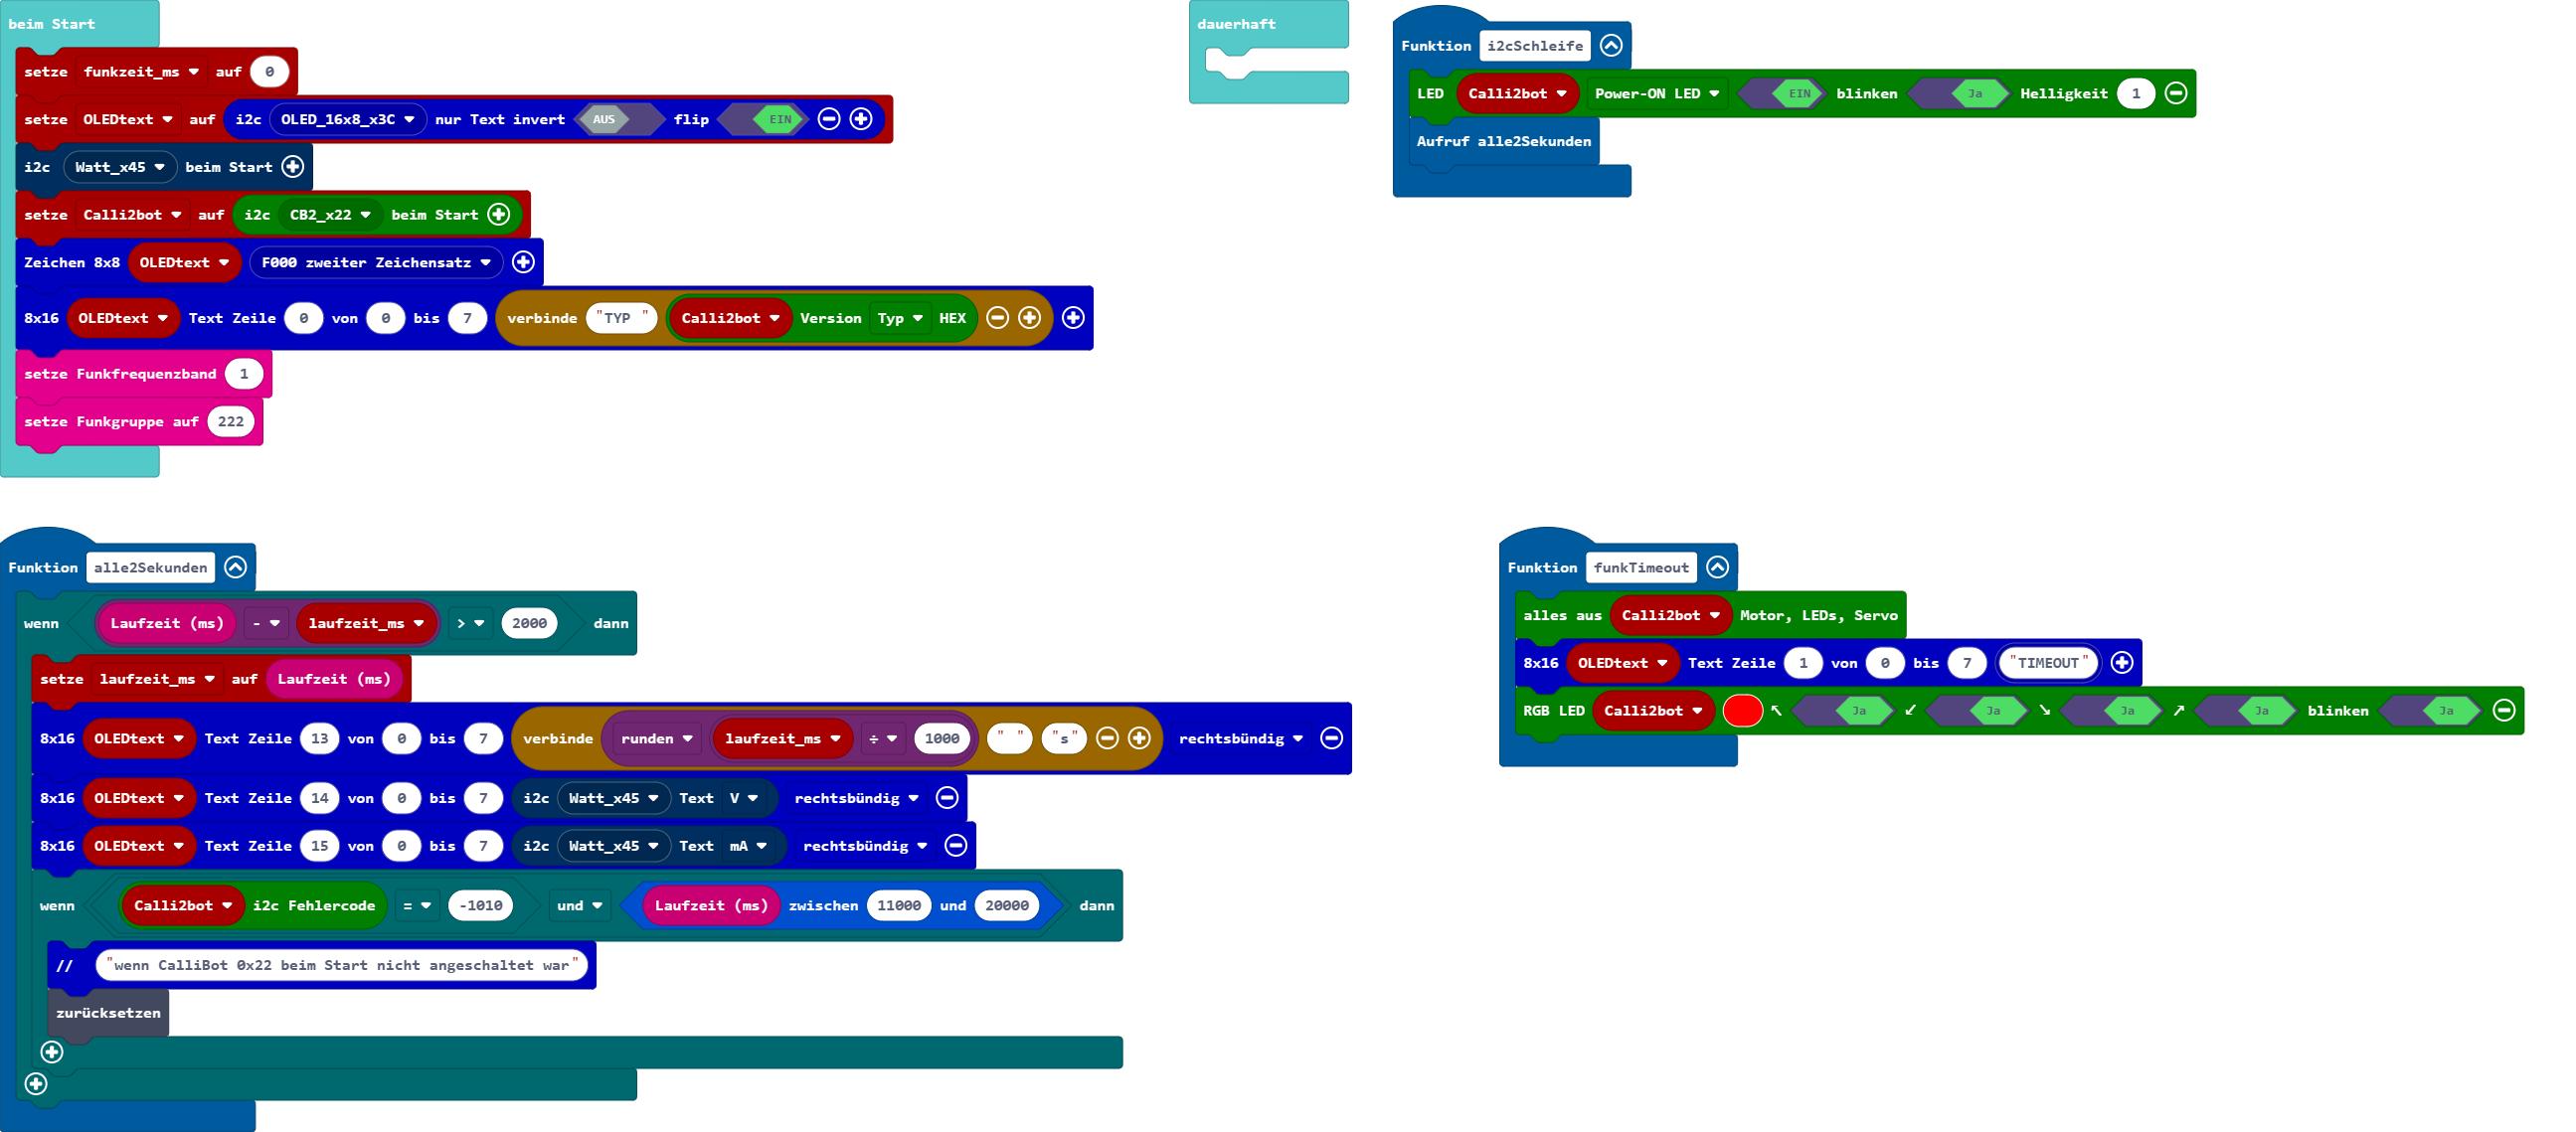 beim Start
setze funkzeit_ms auf 0
setze OLEDtext auf i2c OLED_16x8_x3C nur Text invert AUS flip EIN
i2c Watt_x45 beim Start
setze Calli2bot auf i2c CB2_x22 beim Start
Zeichen 8x8 OLEDtext F000 zweiter Zeichensatz
8x16 OLEDtext Text Zeile 0 von 0 bis 7 verbinde "TYP " Calli2bot Version Typ HEX
setze Funkfrequenzband 1
setze Funkgruppe auf 222
dauerhaft
Funktion i2cSchleife
LED Calli2bot Power-ON LED EIN blinken Ja Helligkeit 1
Aufruf alle2Sekunden
Funktion alle2Sekunden
wenn Laufzeit (ms) - laufzeit_ms > 2000 dann
setze laufzeit_ms auf Laufzeit (ms)
8x16 OLEDtext Text Zeile 13 von 0 bis 7 verbinde runden laufzeit_ms ÷ 1000 " " "s" rechtsbündig
8x16 OLEDtext Text Zeile 14 von 0 bis 7 i2c Watt_x45 Text V rechtsbündig
8x16 OLEDtext Text Zeile 15 von 0 bis 7 i2c Watt_x45 Text mA rechtsbündig
wenn Calli2bot i2c Fehlercode = -1010 und Laufzeit (ms) zwischen 11000 und 20000 dann
// "wenn CalliBot 0x22 beim Start nicht angeschaltet war"
zurücksetzen
Funktion funkTimeout
alles aus Calli2bot Motor, LEDs, Servo
8x16 OLEDtext Text Zeile 1 von 0 bis 7 "TIMEOUT"
RGB LED Calli2bot ↖ Ja ↙ Ja ↘ Ja ↗ Ja blinken Ja